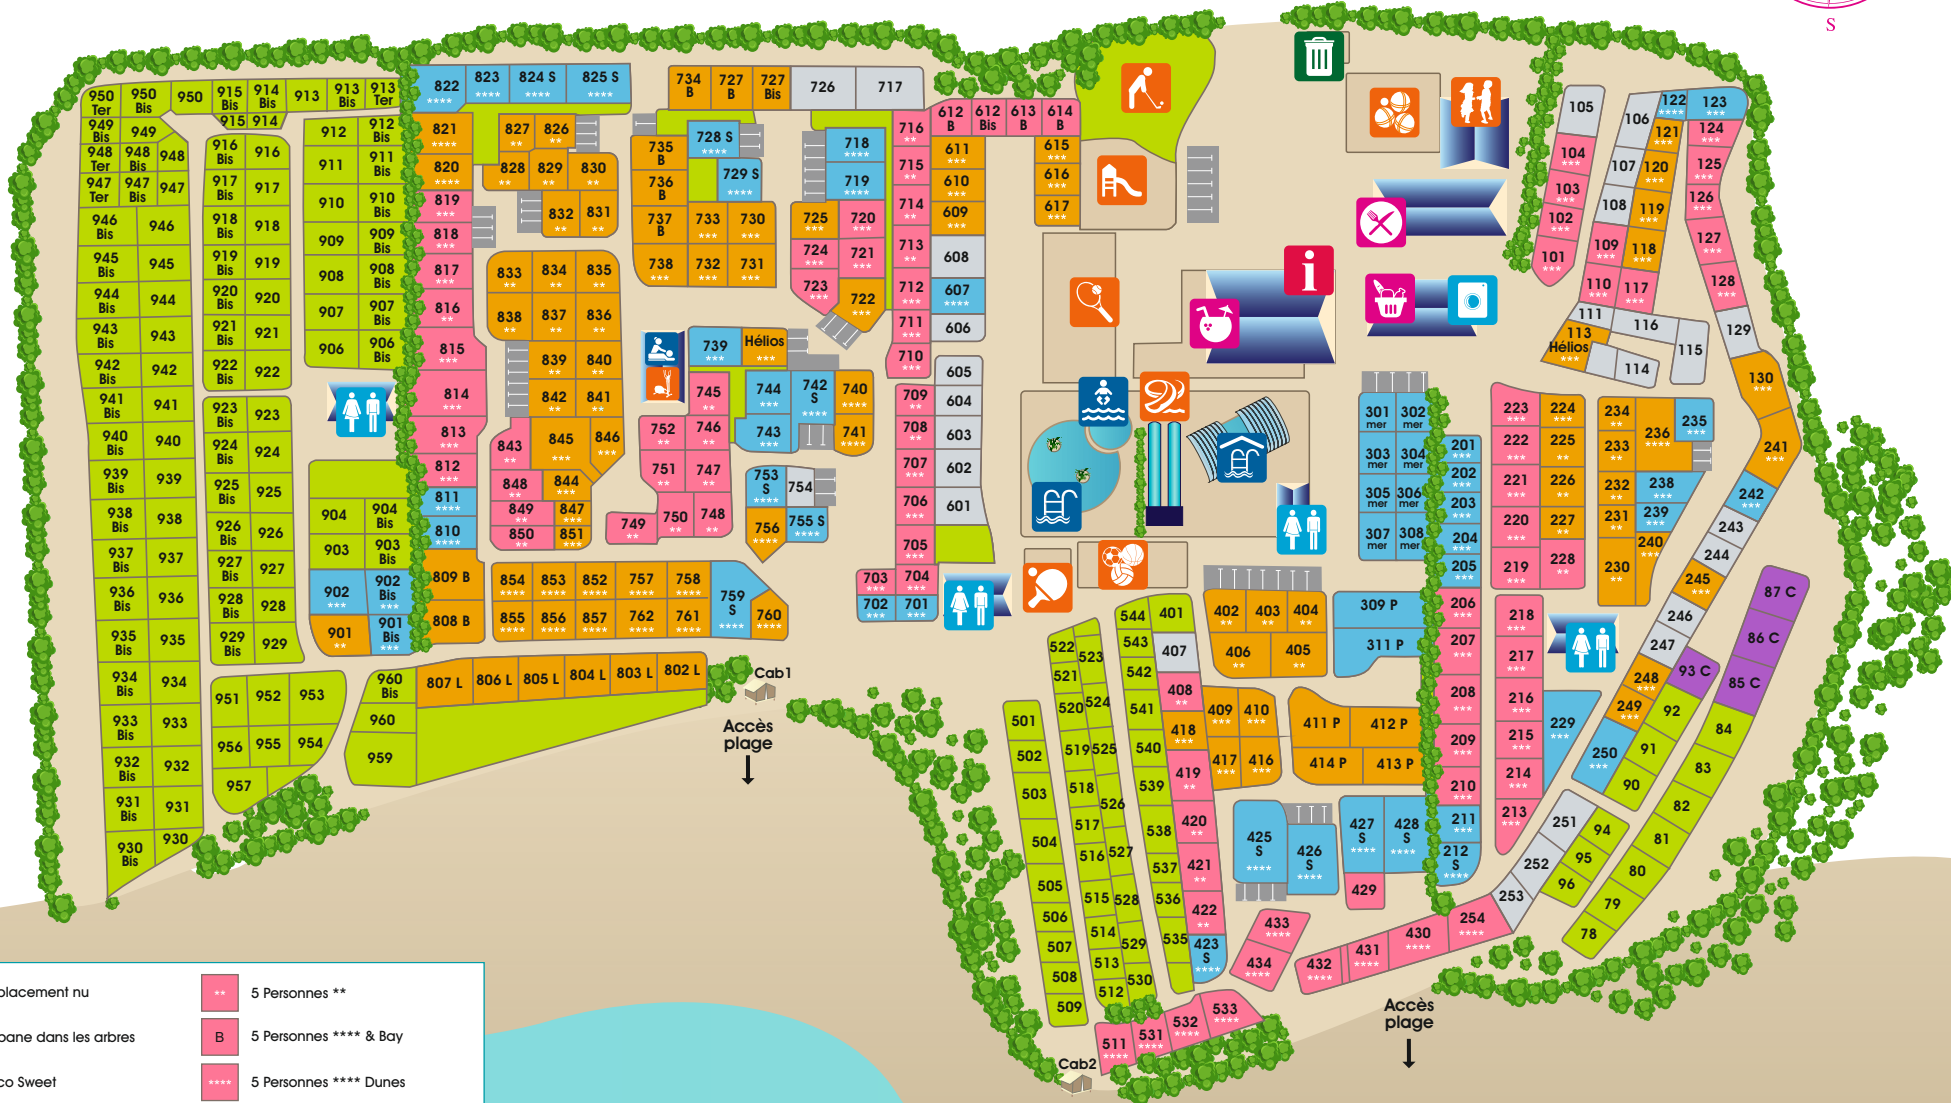 S
950 Ter
950 Bis
950
915 Bis
914 Bis
913
913 Bis
913 Ter
915
914
949 Bis
949
948 Ter
948 Bis
948
947 Ter
947 Bis
947
946 Bis
946
945 Bis
945
944 Bis
944
943 Bis
943
942 Bis
942
941 Bis
941
940 Bis
940
939 Bis
939
938 Bis
938
937 Bis
937
936 Bis
936
935 Bis
935
934 Bis
934
933 Bis
933
932 Bis
932
931 Bis
931
930 Bis
930
916 Bis
916
917 Bis
917
918 Bis
918
919 Bis
919
920 Bis
920
921 Bis
921
922 Bis
922
923 Bis
923
924 Bis
924
925 Bis
925
926 Bis
926
927 Bis
927
928 Bis
928
929 Bis
929
951
952
953
956
955
954
957
912
912 Bis
911
911 Bis
910
910 Bis
909
909 Bis
908
908 Bis
907
907 Bis
906
906 Bis
904
904 Bis
903
903 Bis
902 ***
902 Bis ***
901 **
901 Bis ***
960 Bis
960
959
822 ****
823 ****
824 S ****
825 S ****
821 ****
820 ****
819 ***
818 ***
817 ***
816 **
815 ***
814 ***
813 ***
812 ***
811 ****
810 ****
809 B
808 B
807 L
806 L
805 L
804 L
803 L
802 L
827 **
826 **
828 **
829 **
830 **
832 **
831 **
833 **
834 **
835 **
838 **
837 **
836 **
839 **
840 **
842 **
841 **
843 **
845 ***
846 ***
848 **
844 ***
849 **
847 ***
850 **
851 ***
854 ****
853 ****
852 ****
757 ****
758 ****
855 ****
856 ****
857 ****
762 ****
761 ****
759 S ****
760 ****
734 B
727 B
727 Bis
726
717
735 B
736 B
737 B
738 ***
728 S ****
729 S ****
733 ***
730 ***
732 ***
731 ***
718 ****
719 ****
725 ***
720 ***
724 ***
721 ***
723 ***
722 ***
739 ***
Hélios ***
745 **
744 ***
742 S ****
740 ****
743 ***
741 ****
752 **
746 **
751 **
747 **
749 **
750 **
748 **
753 S ****
754
756 ****
755 S ****
716 **
715 **
714 **
713 **
712 ***
711 ***
710 ***
709 **
708 **
707 ***
706 ***
705 ***
703 ***
704 ***
702 ***
701 ***
612 B
612 Bis
613 B
614 B
611 ***
610 ***
609 ***
608
607 ****
606
605
604
603
602
601
615 ***
616 ***
617 ***
Cab1
Accès
plage
105
104 ***
103 ***
102 ***
101 ***
106
107
108
109 ***
110 ***
122 ****
123 ***
121 ***
120 ***
119 ***
118 ***
117 ***
124 ***
125 ***
126 ***
127 ***
128 ***
129
111
116
113 Hélios ***
114
115
130 ***
241 ***
242 ***
243
244
245 ***
246
247
248 ***
249 ***
250 ***
93 C
92
91
90
87 C
86 C
85 C
84
83
82
81
80
79
78
251
252
253
94
95
96
301 mer
302 mer
303 mer
304 mer
305 mer
306 mer
307 mer
308 mer
309 P
311 P
201 ***
202 ***
203 ***
204 ***
205 ***
206 ***
207 ***
208 ***
209 ***
210 ***
211 ***
212 S ****
223 ***
224 **
222 ***
225 **
221 ***
226 **
220 ***
227 **
219 ***
228 **
218 ***
217 ***
216 ***
215 ***
214 ***
213 ***
229 ***
234 **
233 **
236 ***
235 ***
232 **
238 ***
231 **
239 ***
230 **
240 ***
544
401
543
407
542
408 **
541
418 ***
540
419 **
539
420 **
538
421 **
537
422 **
536
535
423 S ****
402 ***
403 ***
404 ***
406 ***
405 ***
409 ***
410 ***
417 ***
416 ***
411 P
412 P
414 P
413 P
425 S ****
426 S ****
427 S ****
428 S ****
429
433 ****
434 ****
432 ****
431 ****
430 ****
254 ****
501
502
503
504
505
506
507
508
509
522
523
521
520
524
519
525
518
526
517
516
527
515
528
514
529
513
530
512
511 ****
531 ****
532 ****
533 ****
Cab2
Accès
plage
placement nu
** 5 Personnes **
bane dans les arbres
B 5 Personnes **** & Bay
co Sweet
**** 5 Personnes **** Dunes